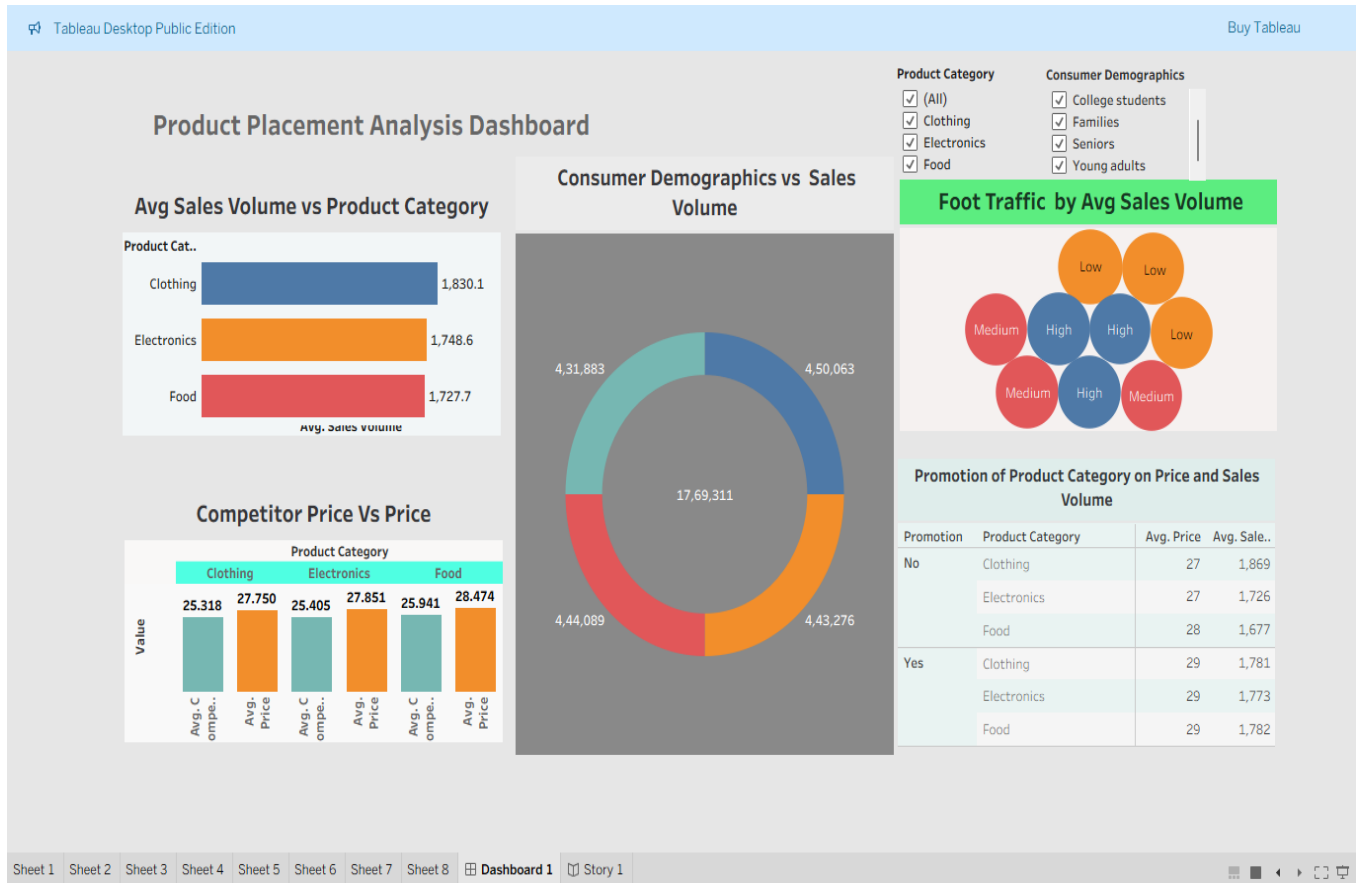 Tableau Desktop Public Edition
Buy Tableau
Product Placement Analysis Dashboard
Product Category
(All)
Clothing
Electronics
Food
Consumer Demographics
College students
Families
Seniors
Young adults
Avg Sales Volume vs Product Category
Product Cat..
Clothing 1,830.1
Electronics 1,748.6
Food 1,727.7
Avg. Sales Volume
Competitor Price Vs Price
Product Category
Clothing Electronics Food
25.318 27.750 25.405 27.851 25.941 28.474
Value
Avg. C
ompe..
Avg.
Price
Avg. C
ompe..
Avg.
Price
Avg. C
ompe..
Avg.
Price
Consumer Demographics vs Sales
Volume
4,31,883 4,50,063
17,69,311
4,44,089 4,43,276
Foot Traffic by Avg Sales Volume
Low Low
Medium High High Low
Medium High Medium
Promotion of Product Category on Price and Sales
Volume
Promotion Product Category Avg. Price Avg. Sale..
No Clothing 27 1,869
Electronics 27 1,726
Food 28 1,677
Yes Clothing 29 1,781
Electronics 29 1,773
Food 29 1,782
Sheet 1 Sheet 2 Sheet 3 Sheet 4 Sheet 5 Sheet 6 Sheet 7 Sheet 8 Dashboard 1 Story 1